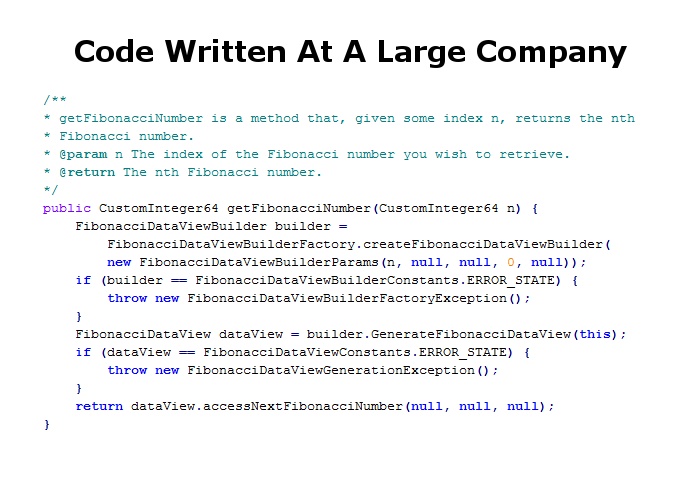 Code Written At A Large Company
/**
* getFibonacciNumber is a method that, given some index n, returns the nth
* Fibonacci number.
* @param n The index of the Fibonacci number you wish to retrieve.
* @return The nth Fibonacci number.
*/
public CustomInteger64 getFibonacciNumber(CustomInteger64 n) {
    FibonacciDataViewBuilder builder =
        FibonacciDataViewBuilderFactory.createFibonacciDataViewBuilder(
        new FibonacciDataViewBuilderParams(n, null, null, 0, null));
    if (builder == FibonacciDataViewBuilderConstants.ERROR_STATE) {
        throw new FibonacciDataViewBuilderFactoryException();
    }
    FibonacciDataView dataView = builder.GenerateFibonacciDataView(this);
    if (dataView == FibonacciDataViewConstants.ERROR_STATE) {
        throw new FibonacciDataViewGenerationException();
    }
    return dataView.accessNextFibonacciNumber(null, null, null);
}